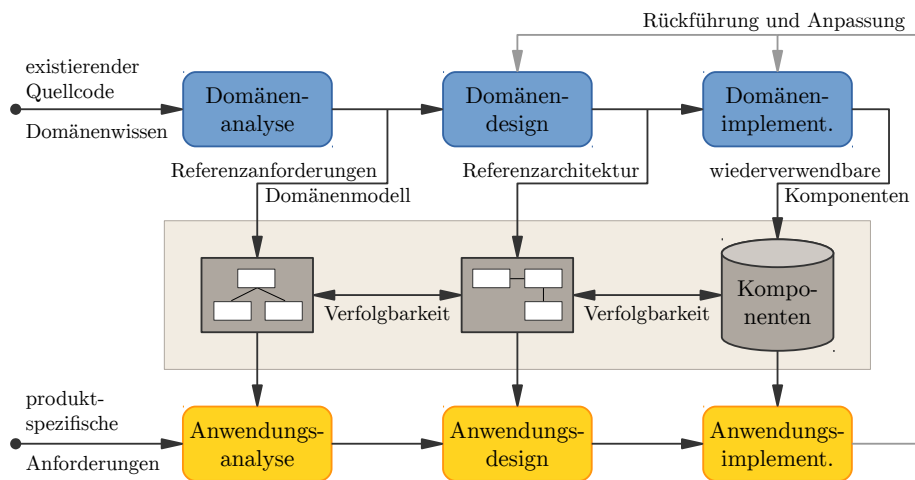 Rückführung und Anpassung
existierender
Quellcode
Domänenwissen
Domänen-
analyse
Domänen-
design
Domänen-
implement.
Referenzanforderungen
Domänenmodell
Referenzarchitektur
wiederverwendbare
Komponenten
Verfolgbarkeit
Verfolgbarkeit
Kompo-
nenten
produkt-
spezifische
Anforderungen
Anwendungs-
analyse
Anwendungs-
design
Anwendungs-
implement.